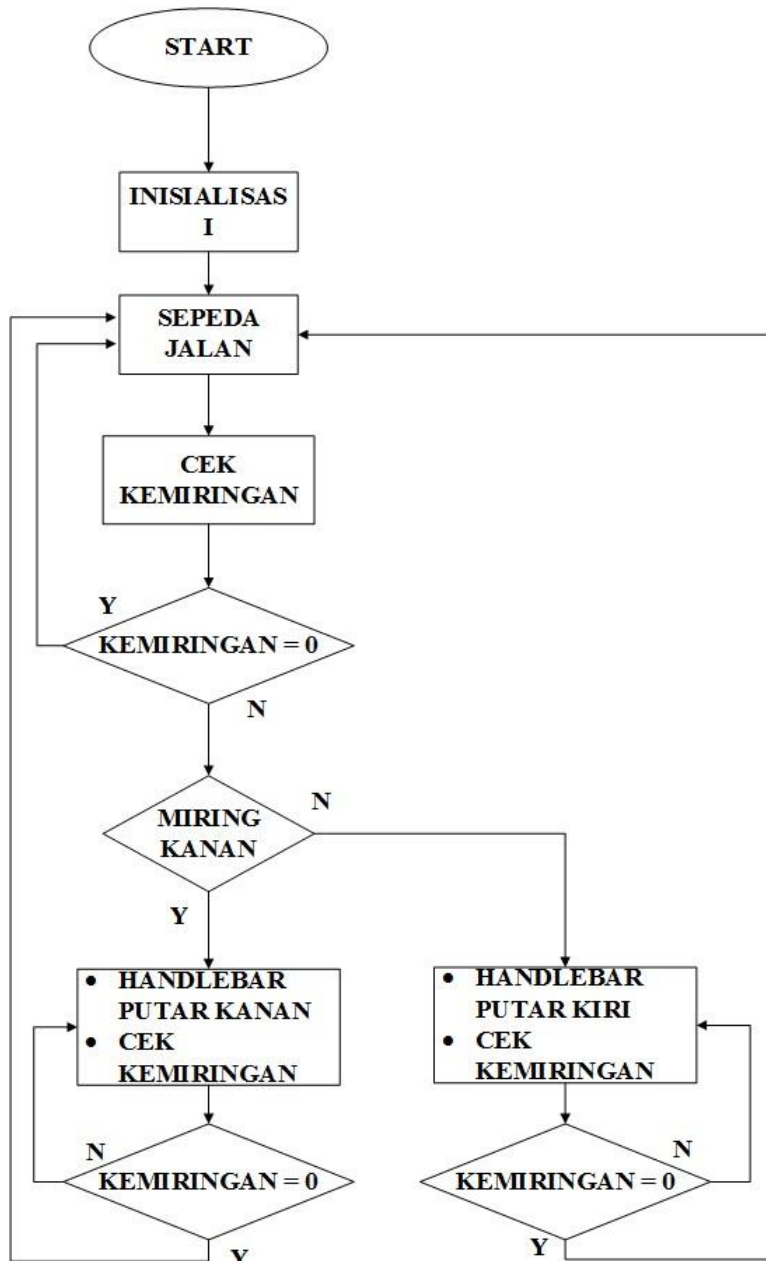 START
INISIALISAS
I
SEPEDA
JALAN
CEK
KEMIRINGAN
Y
KEMIRINGAN = 0
N
MIRING
KANAN
N
Y
• HANDLEBAR
PUTAR KANAN
• CEK
KEMIRINGAN
• HANDLEBAR
PUTAR KIRI
• CEK
KEMIRINGAN
N
KEMIRINGAN = 0
Y
KEMIRINGAN = 0
N
Y